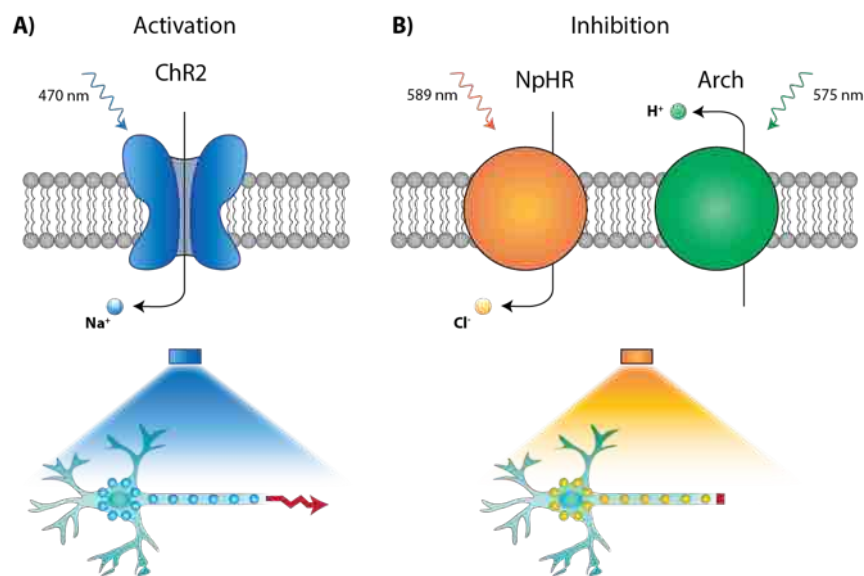 A) Activation
ChR2
470 nm
Na⁺
B) Inhibition
NpHR
Arch
589 nm
H⁺
575 nm
Cl⁻